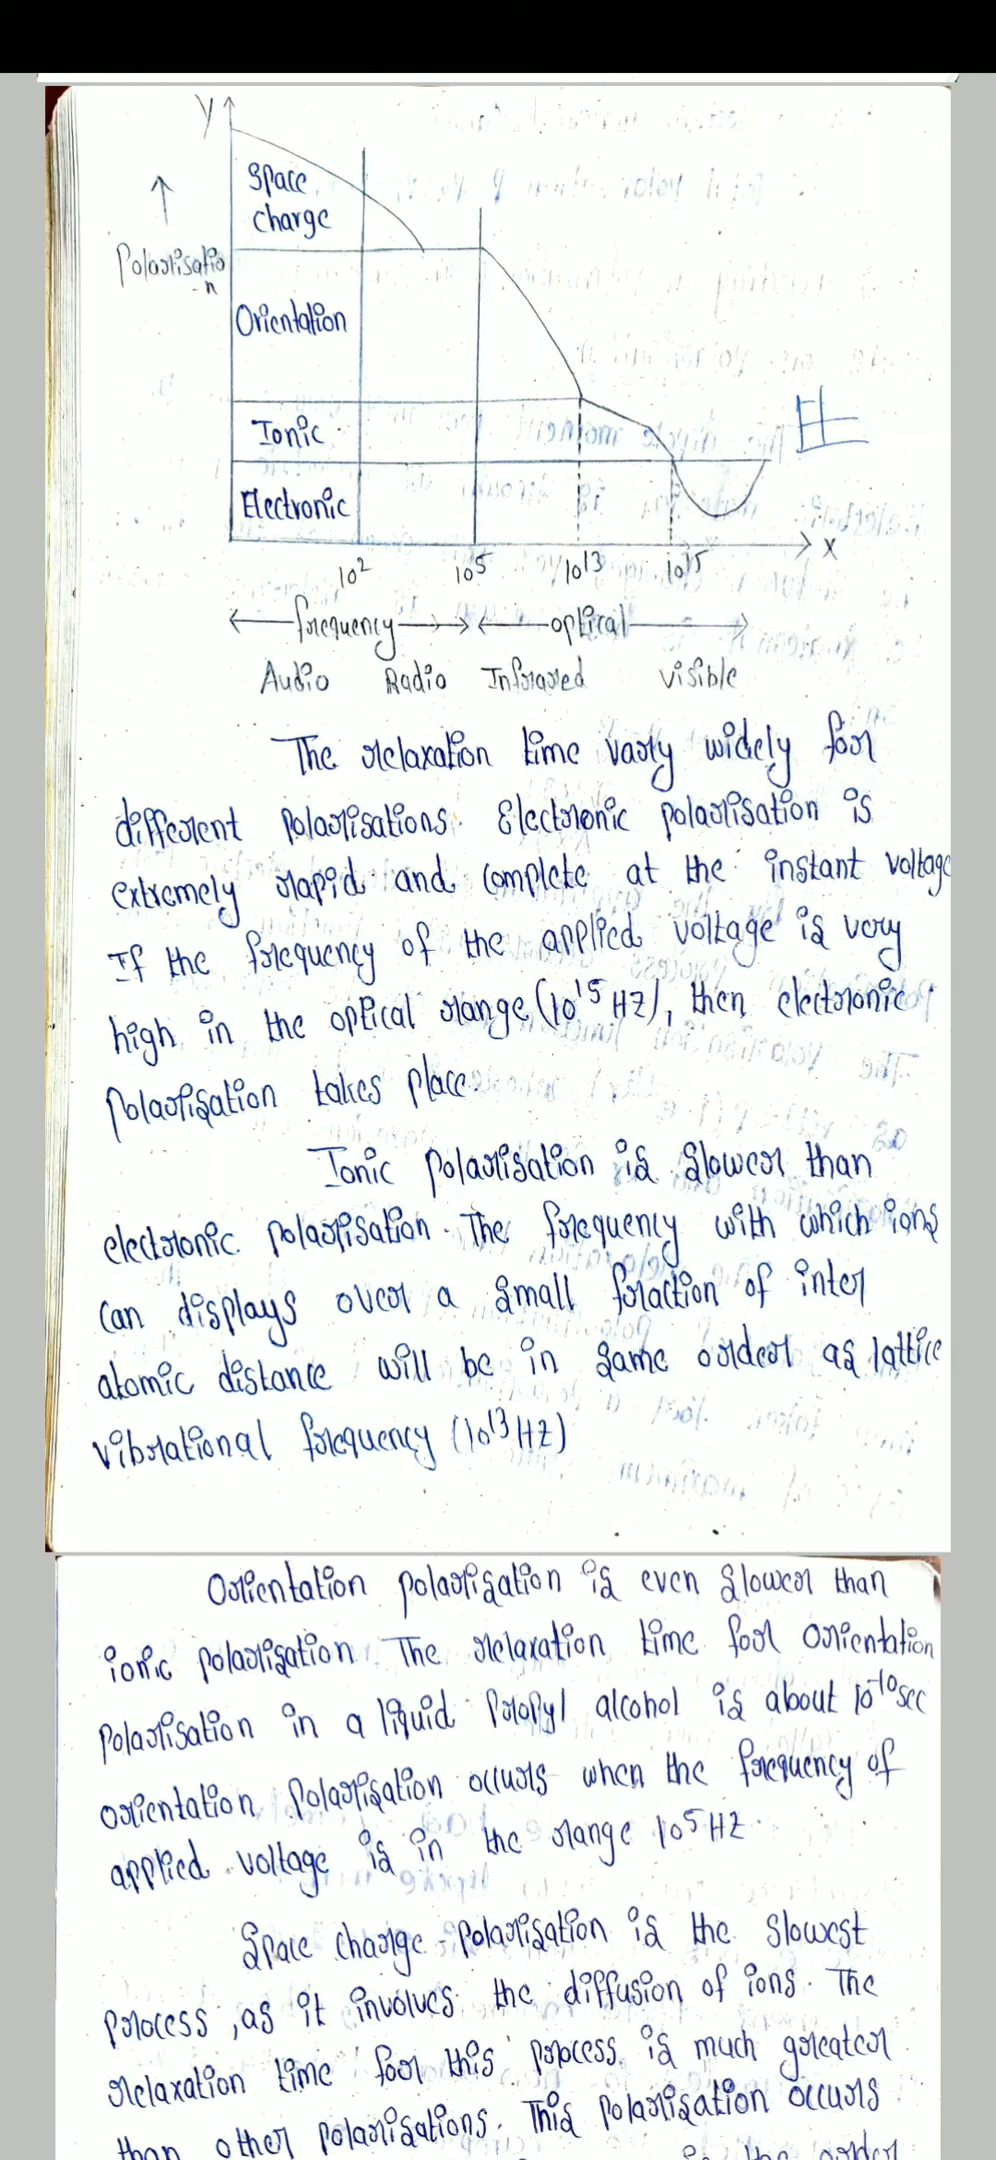 Y
Space
charge
Polarisatio
-n
Orientation
Ionic
Electronic
10² 10⁵ 10¹³ 10¹⁵ X
frequency optical
Audio Radio Infrared visible
The relaxation time vary widely for
different polarisations. Electronic polarisation is
extremely rapid and complete at the instant voltage
If the frequency of the applied voltage is very
high in the optical range (10¹⁵ HZ), then electronic
polarisation takes place
Ionic polarisation is slower than
electronic polarisation. The frequency with which ions
can displays over a small fraction of inter
atomic distance will be in same order as lattice
vibrational frequency (10¹³ HZ)
Orientation polarisation is even slower than
ionic polarisation. The relaxation time for orientation
polarisation in a liquid Propyl alcohol is about 10⁻¹⁰sec
orientation polarisation occurs when the frequency of
applied voltage is in the range 10⁵ HZ
Space charge - polarisation is the slowest
process, as it involves the diffusion of ions. The
relaxation time for this process is much greater
than other polarisations. This polarisation occurs